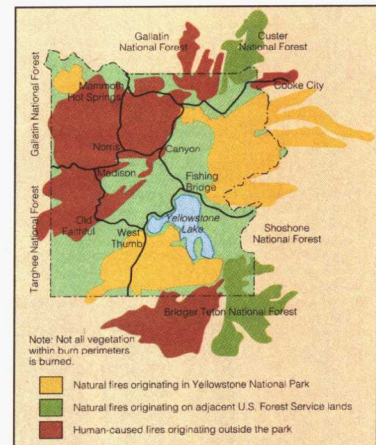 Gallatin
National Forest
Custer
National Forest
Gallatin National Forest
Mammoth
Hot Springs
Cooke City
Norris
Canyon
Madison
Fishing
Bridge
Targhee National Forest
Old
Faithful
West
Thumb
Yellowstone
Lake
Shoshone
National Forest
Bridger Teton National Forest
Note: Not all vegetation
within burn perimeters
is burned.
Natural fires originating in Yellowstone National Park
Natural fires originating on adjacent U.S. Forest Service lands
Human-caused fires originating outside the park